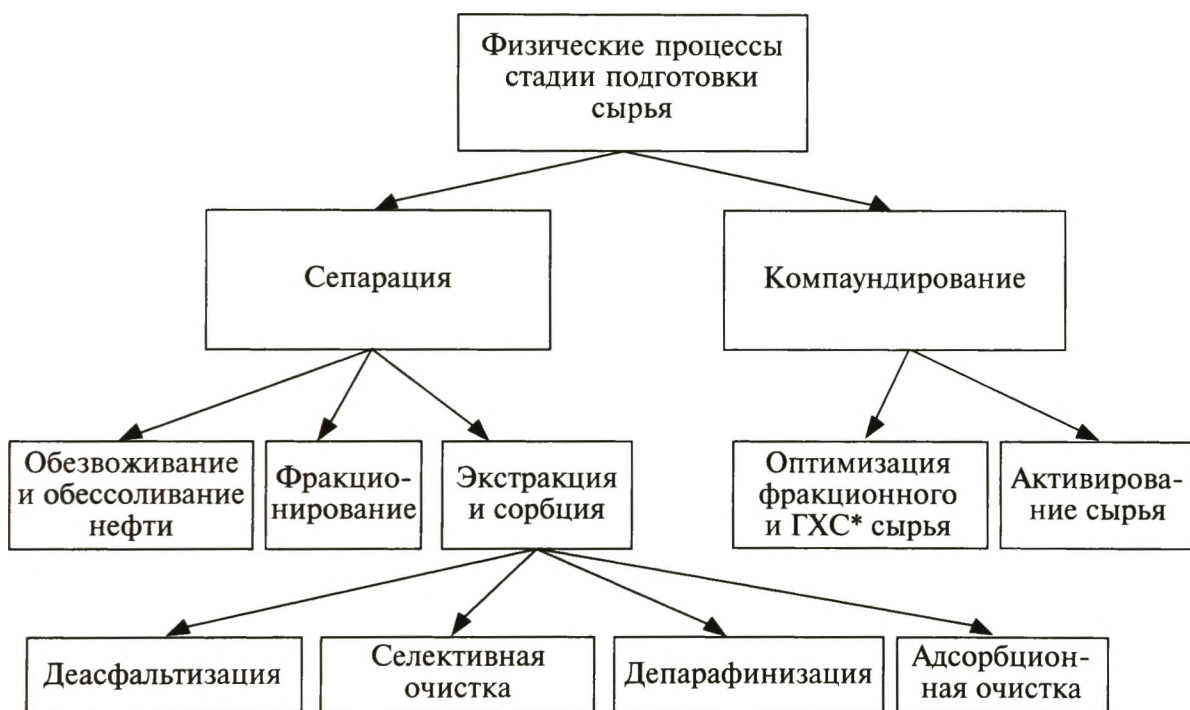 Физические процессы
стадии подготовки
сырья
Сепарация
Компаундирование
Обезвоживание
и обессоливание
нефти
Фракцио-
нирование
Экстракция
и сорбция
Оптимизация
фракционного
и ГХС* сырья
Активирова-
ние сырья
Деасфальтизация
Селективная
очистка
Депарафинизация
Адсорбцион-
ная очистка